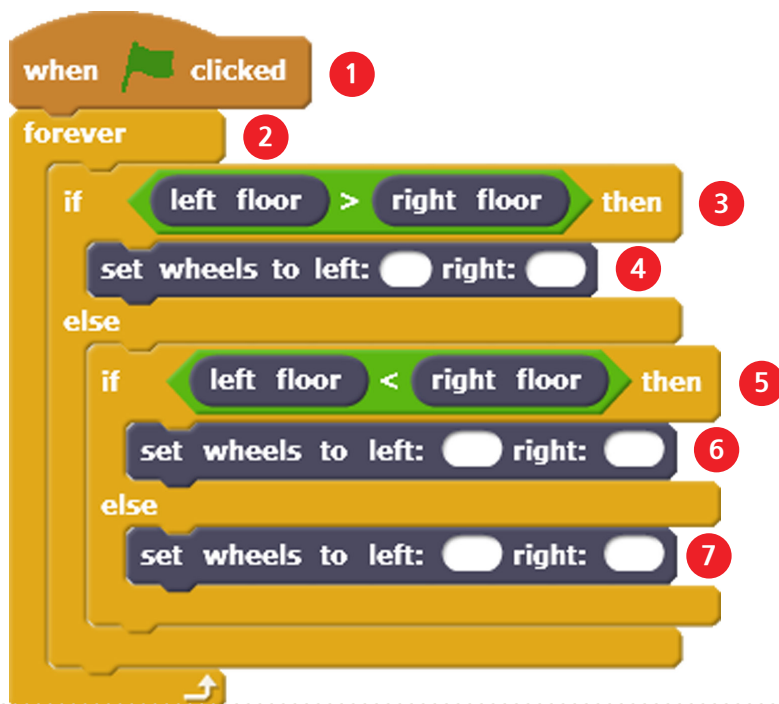 when clicked 1
forever 2
if left floor > right floor then 3
set wheels to left: right: 4
else
if left floor < right floor then 5
set wheels to left: right: 6
else
set wheels to left: right: 7